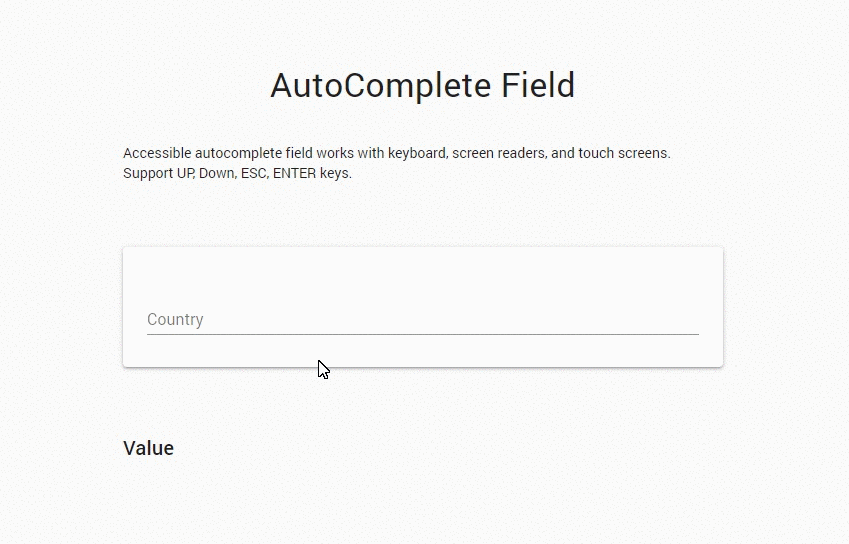 AutoComplete Field
Accessible autocomplete field works with keyboard, screen readers, and touch screens.
Support UP, Down, ESC, ENTER keys.
Country
Value